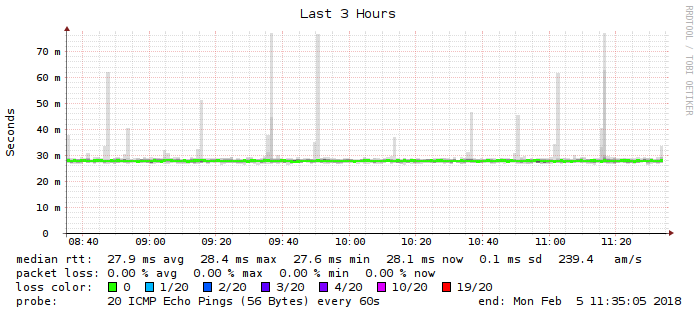 Last 3 Hours
RRDTOOL / TOBI OETIKER
Seconds
70 m
60 m
50 m
40 m
30 m
20 m
10 m
0
08:40 09:00 09:20 09:40 10:00 10:20 10:40 11:00 11:20
median rtt: 27.9 ms avg 28.4 ms max 27.6 ms min 28.1 ms now 0.1 ms sd 239.4 am/s
packet loss: 0.00 % avg 0.00 % max 0.00 % min 0.00 % now
loss color: 0 1/20 2/20 3/20 4/20 10/20 19/20
probe: 20 ICMP Echo Pings (56 Bytes) every 60s end: Mon Feb 5 11:35:05 2018